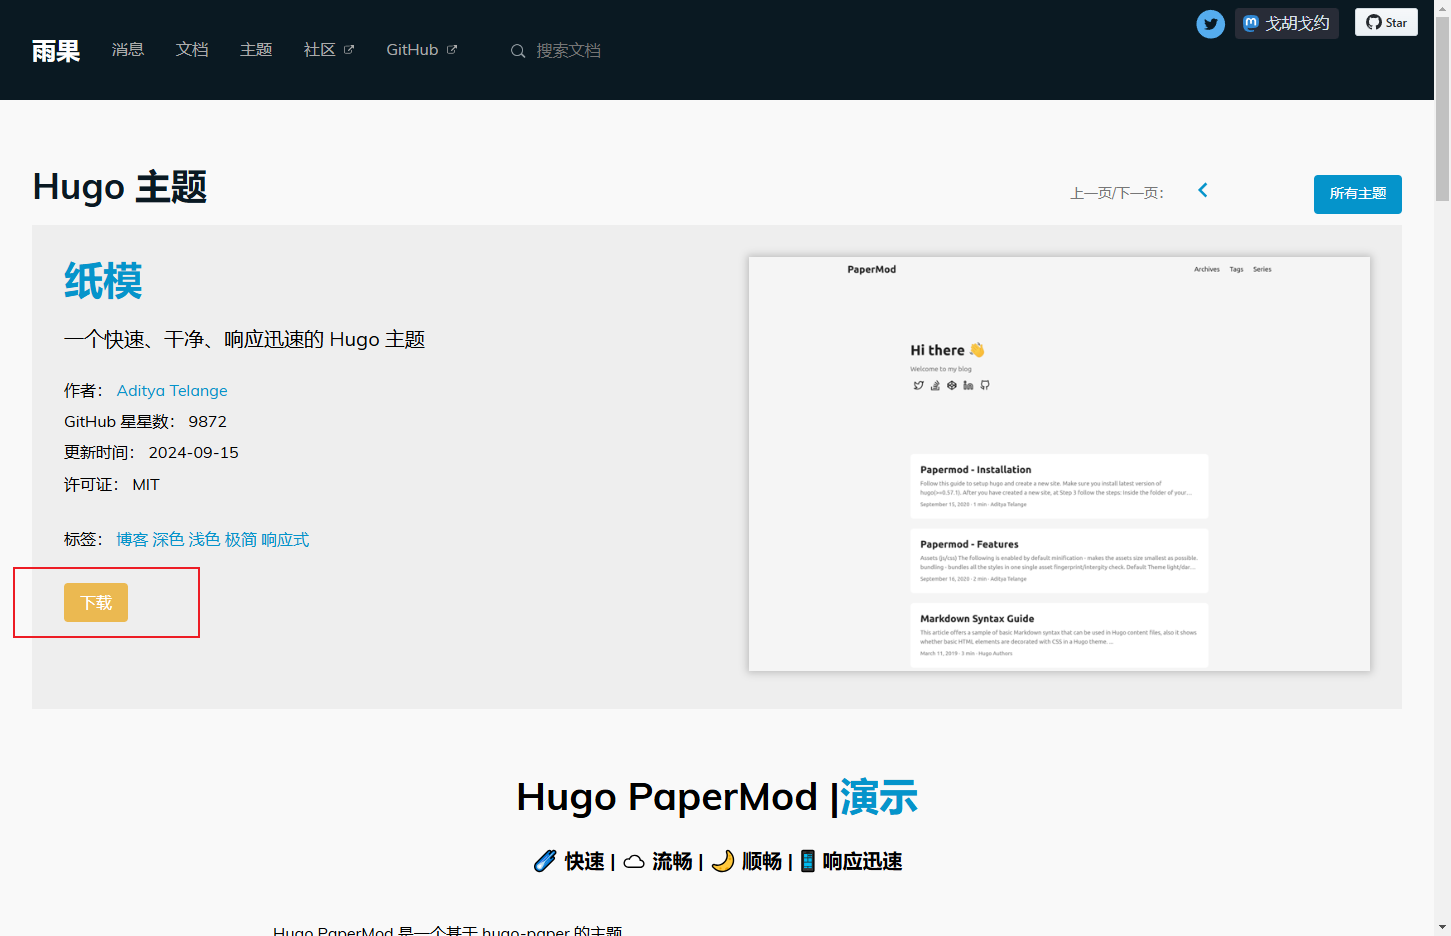 雨果 消息 文档 主题 社区 GitHub 搜索文档 戈胡戈约 Star
Hugo 主题
上一页/下一页： 所有主题
纸模
一个快速、干净、响应迅速的 Hugo 主题
作者： Aditya Telange
GitHub 星星数： 9872
更新时间： 2024-09-15
许可证： MIT
标签： 博客 深色 浅色 极简 响应式
下载
PaperMod Archives Tags Series
Hi there
Welcome to my blog
Papermod - Installation
Follow this guide to setup hugo and create a new site. Make sure you install latest version of
hugo(>=0.57.1). After you have created a new site, at Step 3 follow the steps: Inside the folder of your…
September 15, 2020 · 1 min · Aditya Telange
Papermod - Features
Assets (js/css) The following is enabled by default minification - makes the assets size smallest as possible.
bundling - bundles all the styles in one single asset fingerprint/intergity check. Default Theme light/dar…
September 16, 2020 · 2 min · Aditya Telange
Markdown Syntax Guide
This article offers a sample of basic Markdown syntax that can be used in Hugo content files, also it shows
whether basic HTML elements are decorated with CSS in a Hugo theme. …
March 11, 2019 · 3 min · Hugo Authors
Hugo PaperMod |演示
快速 | 流畅 | 顺畅 | 响应迅速
Hugo PaperMod 是一个基于 hugo-paper 的主题